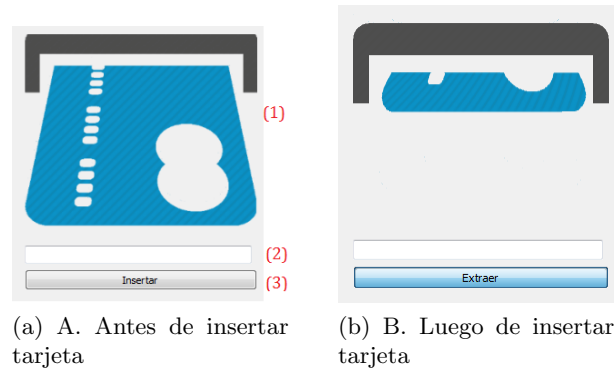 (1)
(2)
Insertar
(3)
Extraer
(a) A. Antes de insertar
tarjeta
(b) B. Luego de insertar
tarjeta